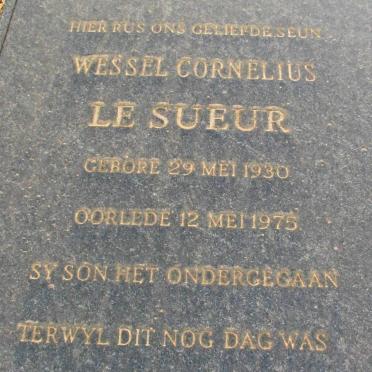 HIER RUS ONS GELIEFDE SEUN
WESSEL CORNELIUS
LE SUEUR
GEBORE 29 MEI 1930
OORLEDE 12 MEI 1975
SY SON HET ONDERGEGAAN
TERWYL DIT NOG DAG WAS